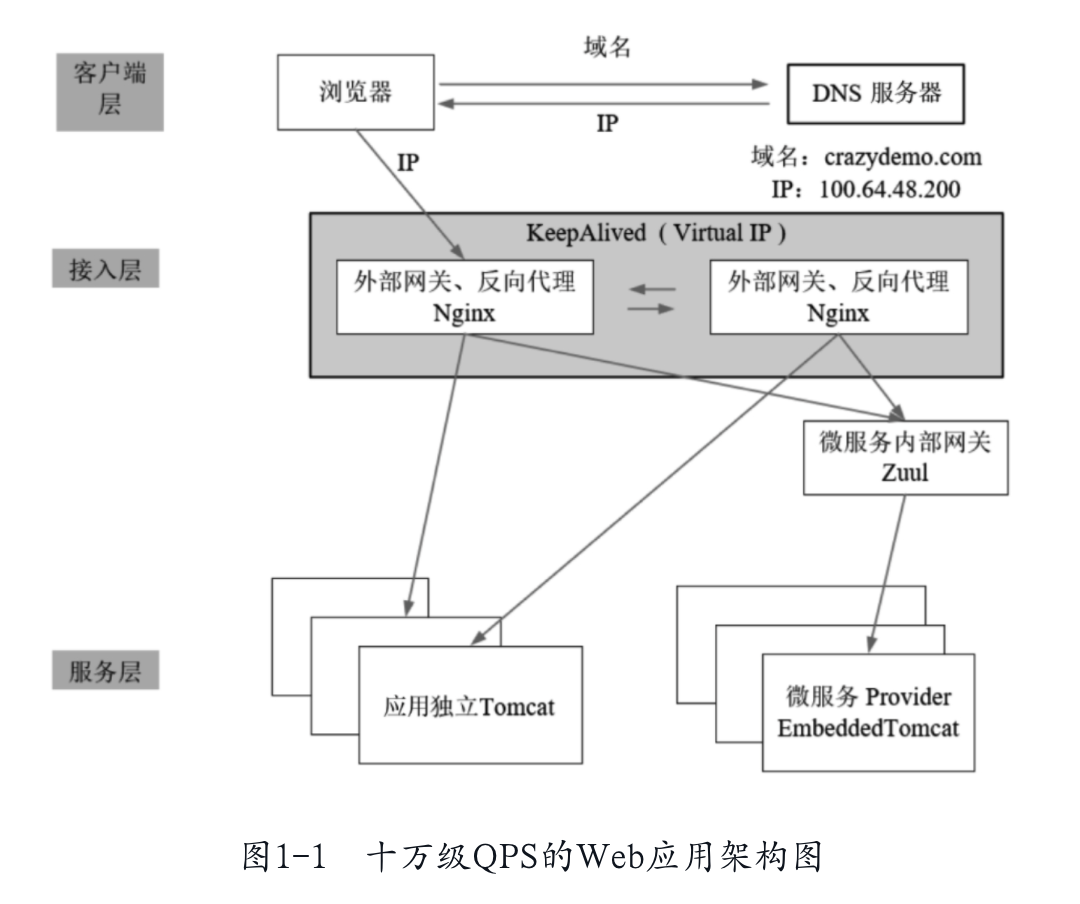 客户端
层
浏览器
域名
IP
DNS 服务器
域名：crazydemo.com
IP：100.64.48.200
IP
接入层
KeepAlived（Virtual IP）
外部网关、反向代理
Nginx
外部网关、反向代理
Nginx
微服务内部网关
Zuul
服务层
应用独立Tomcat
微服务 Provider
EmbeddedTomcat
图1-1 十万级QPS的Web应用架构图